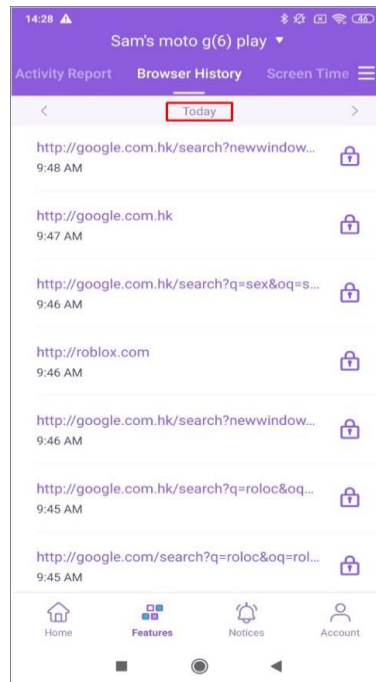 14:28
46
Sam's moto g(6) play
Activity Report Browser History Screen Time
Today
http://google.com.hk/search?newwindow...
9:48 AM
http://google.com.hk
9:47 AM
http://google.com.hk/search?q=sex&oq=s...
9:46 AM
http://roblox.com
9:46 AM
http://google.com.hk/search?newwindow...
9:46 AM
http://google.com.hk/search?q=roloc&oq...
9:45 AM
http://google.com/search?q=roloc&oq=rol...
9:45 AM
Home Features Notices Account